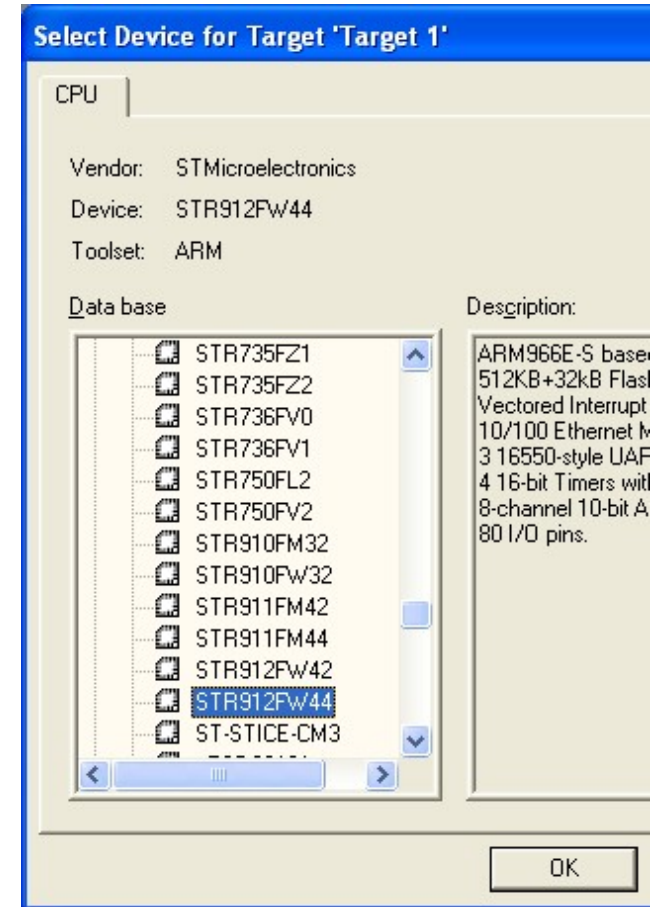 Select Device for Target 'Target 1'
CPU
Vendor: STMicroelectronics
Device: STR912FW44
Toolset: ARM
Data base
Description:
STR735FZ1
STR735FZ2
STR736FV0
STR736FV1
STR750FL2
STR750FV2
STR910FM32
STR910FW32
STR911FM42
STR911FM44
STR912FW42
STR912FW44
ST-STICE-CM3
ARM966E-S
512KB+32kB
Vectored Interrupt
10/100 Ethernet
3 16550-style
4 16-bit Timers
8-channel 10-bit
80 I/O pins.
OK